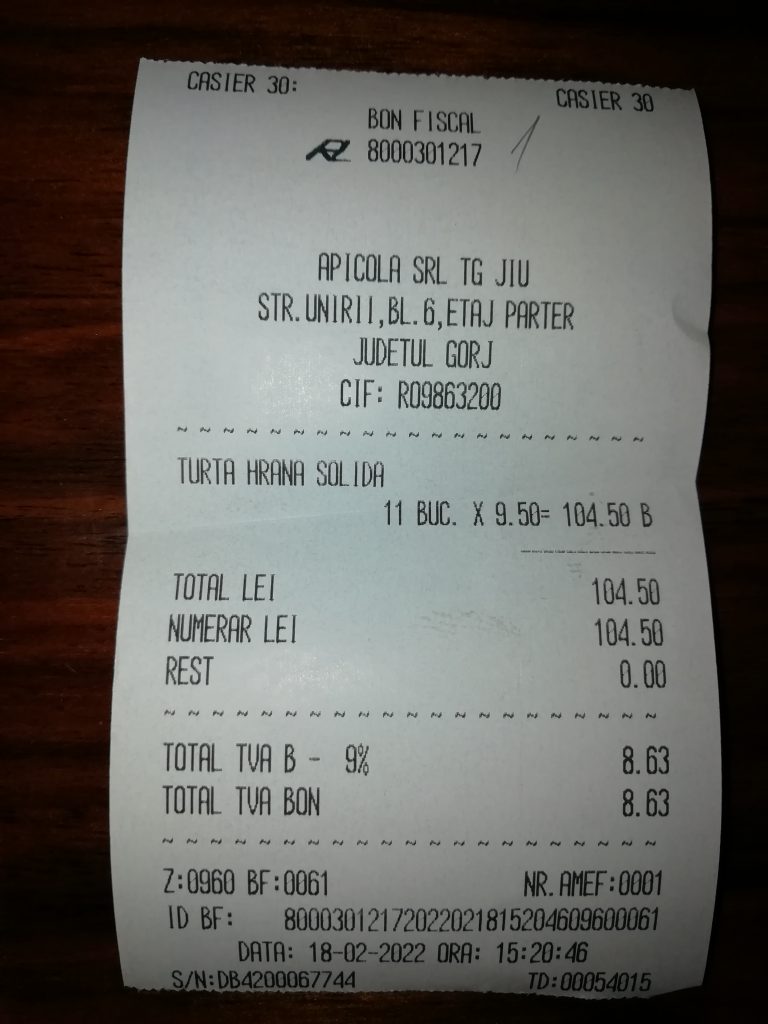 CASIER 30: CASIER 30
BON FISCAL
8000301217 1
APICOLA SRL TG JIU
STR.UNIRII,BL.6,ETAJ PARTER
JUDETUL GORJ
CIF: RO9863200
~ ~ ~ ~ ~ ~ ~ ~ ~ ~ ~ ~ ~ ~ ~ ~ ~ ~ ~ ~ ~
TURTA HRANA SOLIDA
11 BUC. X 9.50= 104.50 B
TOTAL LEI 104.50
NUMERAR LEI 104.50
REST 0.00
~ ~ ~ ~ ~ ~ ~ ~ ~ ~ ~ ~ ~ ~ ~ ~ ~ ~ ~ ~ ~
TOTAL TVA B - 9% 8.63
TOTAL TVA BON 8.63
~ ~ ~ ~ ~ ~ ~ ~ ~ ~ ~ ~ ~ ~ ~ ~ ~ ~ ~ ~ ~
Z:0960 BF:0061 NR.AMEF:0001
ID BF: 80003012172022021815204609600061
DATA: 18-02-2022 ORA: 15:20:46
S/N:DB4200067744 TD:00054015